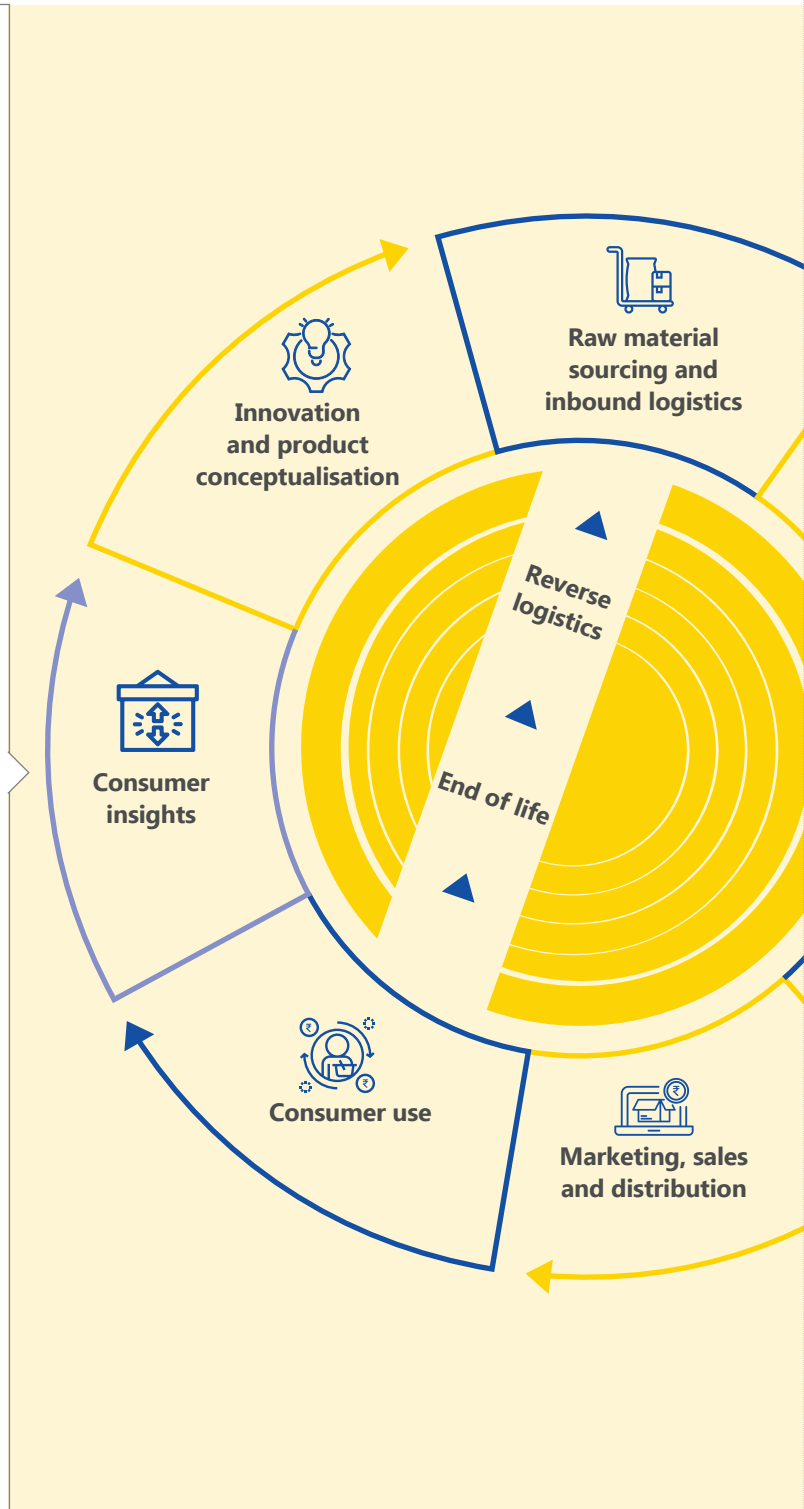 Raw material
sourcing and
inbound logistics
Innovation
and product
conceptualisation
Reverse
logistics
Consumer
insights
End of life
₹
₹
Consumer use
₹
Marketing, sales
and distribution